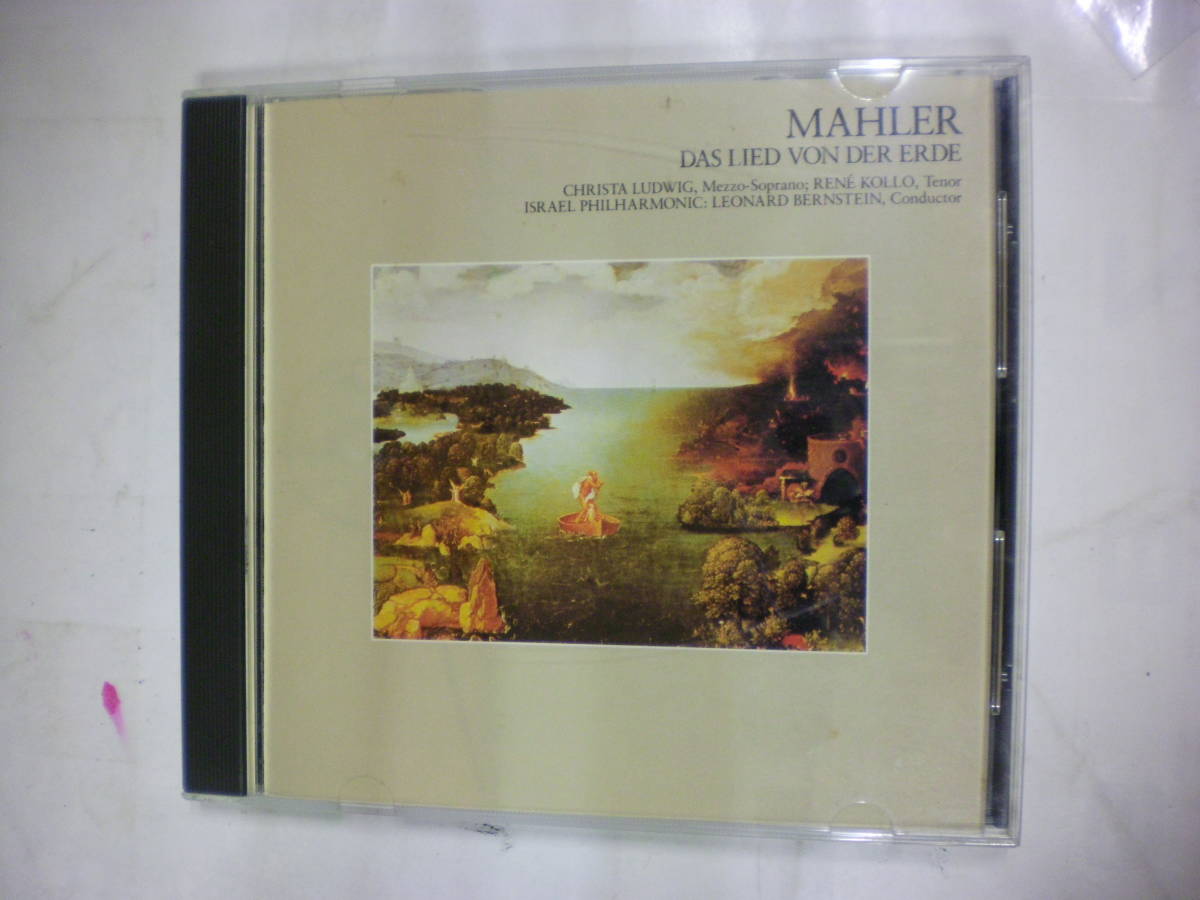 MAHLER
DAS LIED VON DER ERDE
CHRISTA LUDWIG, Mezzo-Soprano; RENÉ KOLLO, Tenor
ISRAEL PHILHARMONIC: LEONARD BERNSTEIN, Conductor